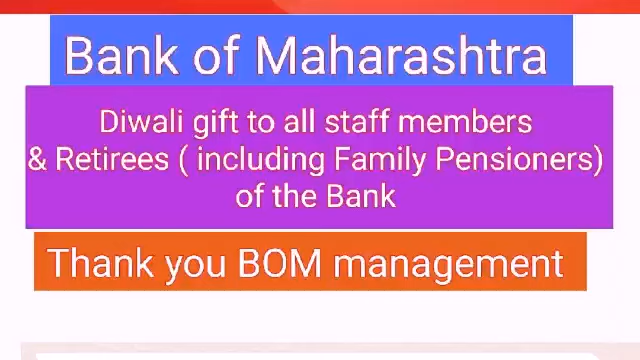 Bank of Maharashtra
Diwali gift to all staff members
& Retirees ( including Family Pensioners)
of the Bank
Thank you BOM management